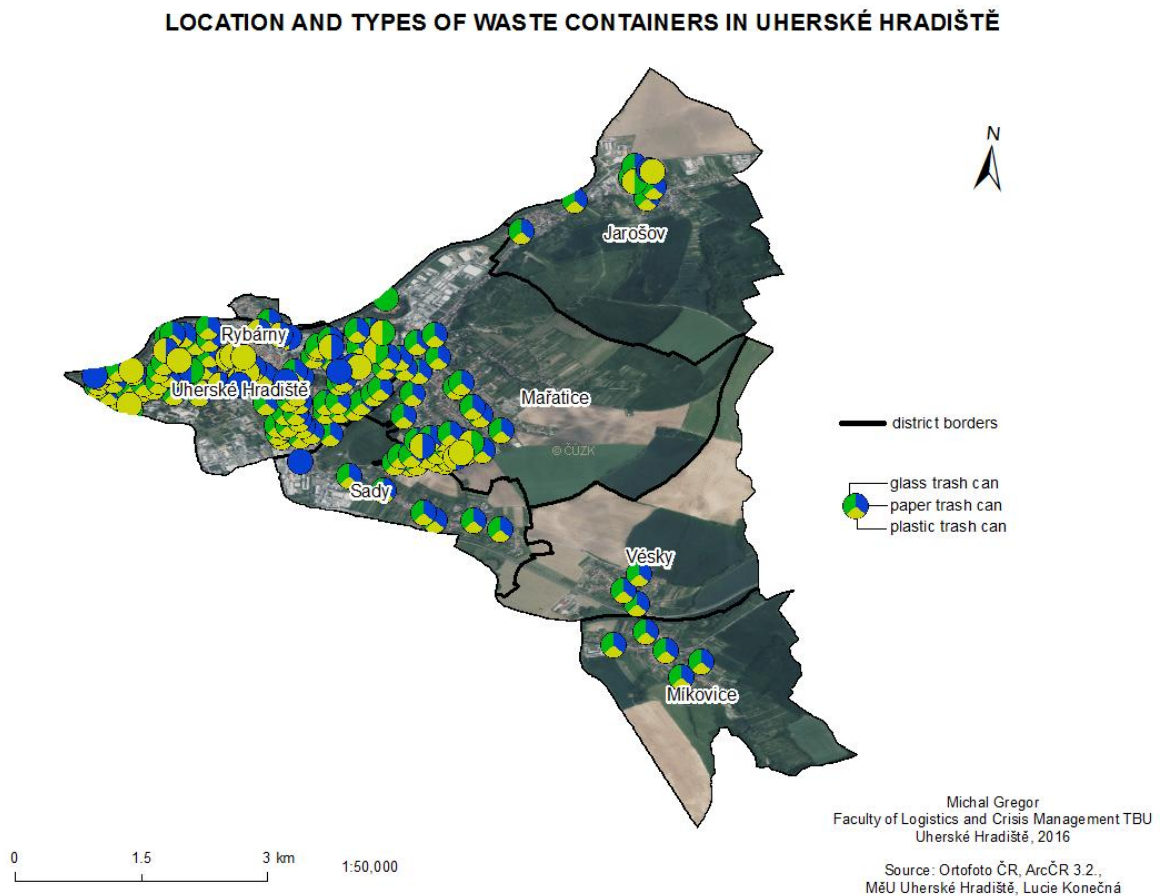 LOCATION AND TYPES OF WASTE CONTAINERS IN UHERSKÉ HRADIŠTĚ
N
Jarošov
Rybárny
Uherské Hradiště
Mařatice
© ČÚZK
district borders
Sady
glass trash can
paper trash can
plastic trash can
Vésky
Míkovice
Michal Gregor
Faculty of Logistics and Crisis Management TBU
Uherské Hradiště, 2016
0 1.5 3 km
1:50,000
Source: Ortofoto ČR, ArcČR 3.2.,
MěU Uherské Hradiště, Lucie Konečná